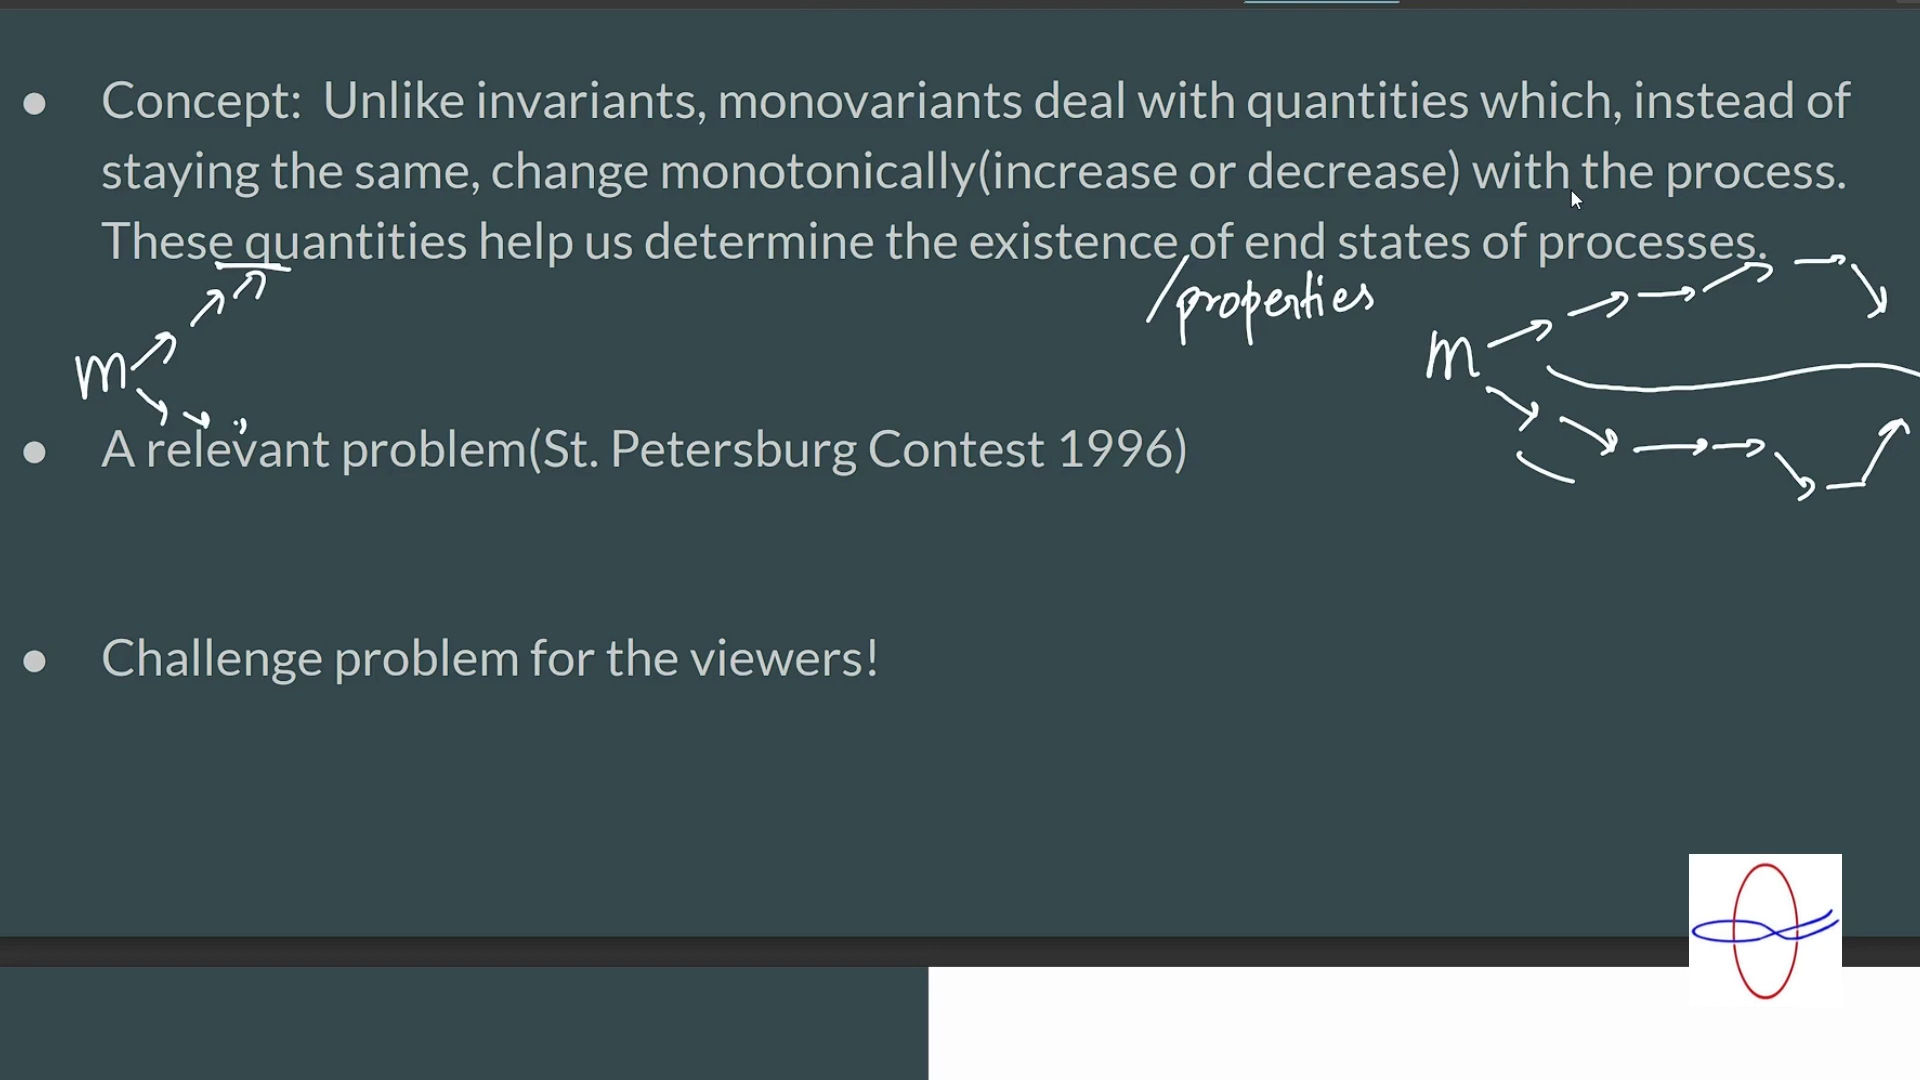 ● Concept: Unlike invariants, monovariants deal with quantities which, instead of
staying the same, change monotonically(increase or decrease) with the process.
These quantities help us determine the existence of end states of processes.
/properties
m
m
● A relevant problem(St. Petersburg Contest 1996)
● Challenge problem for the viewers!